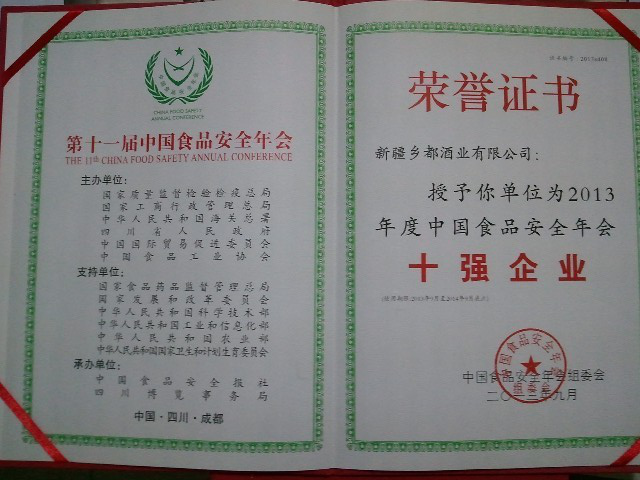 CHINA FOOD SAFETY
ANNUAL CONFERENCE
第十一届中国食品安全年会
THE 11th CHINA FOOD SAFETY ANNUAL CONFERENCE
主办单位：
国家质量监督检验检疫总局
国家工商行政管理总局
中华人民共和国海关总署
四川省人民政府
中国国际贸易促进委员会
中国食品工业协会
支持单位：
国家食品药品监督管理总局
国家发展和改革委员会
中华人民共和国科学技术部
中华人民共和国工业和信息化部
中华人民共和国农业部
中华人民共和国国家卫生和计划生育委员会
承办单位：
中国食品安全报社
四川博览事务局
中国·四川·成都
荣誉证书
新疆乡都酒业有限公司：
授予你单位为2013
年度中国食品安全年会
十强企业
中国食品安全年会组委会
二〇一三年九月
中国食品安全年会
组委会